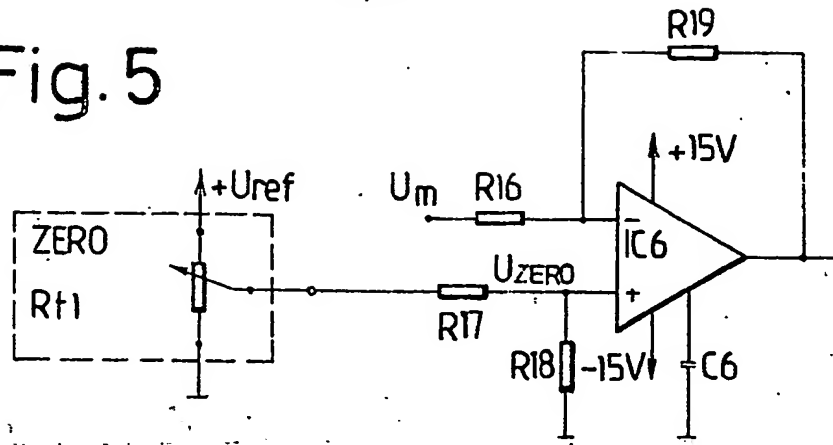 Fig. 5
R19
+Uref
Um
R16
+15V
ZERO
IC6
UZERO
Rt1
R17
R18
-15V
C6